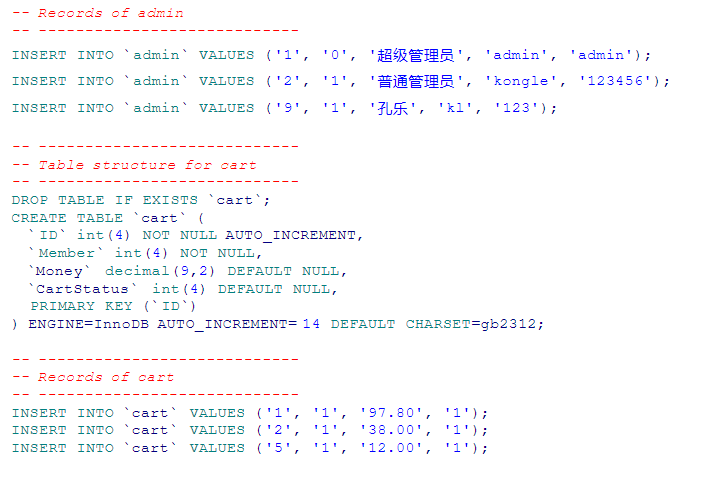 -- Records of admin
-- ----------------------------
INSERT INTO `admin` VALUES ('1', '0', '超级管理员', 'admin', 'admin');
INSERT INTO `admin` VALUES ('2', '1', '普通管理员', 'kongle', '123456');
INSERT INTO `admin` VALUES ('9', '1', '孔乐', 'kl', '123');
-- ----------------------------
-- Table structure for cart
-- ----------------------------
DROP TABLE IF EXISTS `cart`;
CREATE TABLE `cart` (
`ID` int(4) NOT NULL AUTO_INCREMENT,
`Member` int(4) NOT NULL,
`Money` decimal(9,2) DEFAULT NULL,
`CartStatus` int(4) DEFAULT NULL,
PRIMARY KEY (`ID`)
) ENGINE=InnoDB AUTO_INCREMENT= 14 DEFAULT CHARSET=gb2312;
-- ----------------------------
-- Records of cart
-- ----------------------------
INSERT INTO `cart` VALUES ('1', '1', '97.80', '1');
INSERT INTO `cart` VALUES ('2', '1', '38.00', '1');
INSERT INTO `cart` VALUES ('5', '1', '12.00', '1');